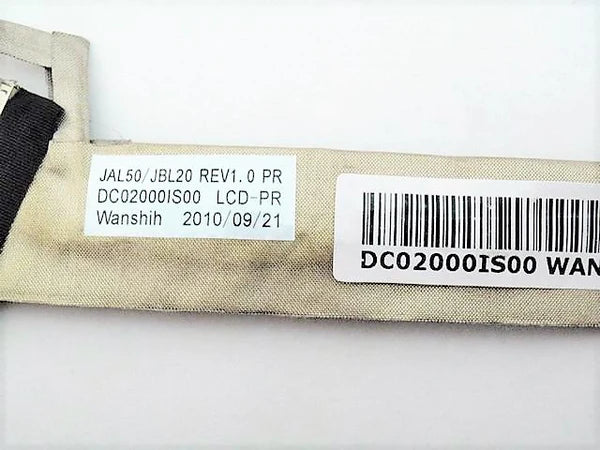 JAL50/JBL20 REV1.0 PR
DC02000IS00 LCD-PR
Wanshih 2010/09/21
DC02000IS00 WAN